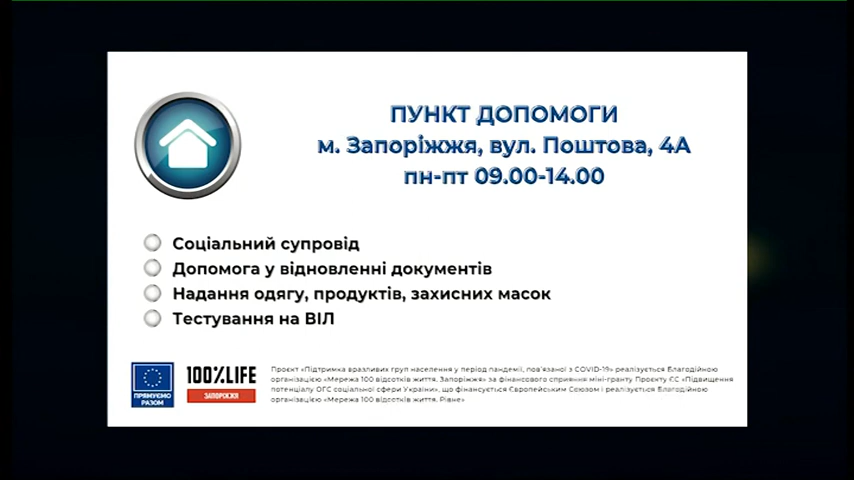 ПУНКТ ДОПОМОГИ
м. Запоріжжя, вул. Поштова, 4А
пн-пт 09.00-14.00
Соціальний супровід
Допомога у відновленні документів
Надання одягу, продуктів, захисних масок
Тестування на ВІЛ
ПРЯМУЄМО
РАЗОМ
100%LIFE
ЗАПОРІЖЖЯ
Проєкт «Підтримка вразливих груп населення у період пандемії, пов'язаної з COVID-19» реалізується Благодійною
організацією «Мережа 100 відсотків життя. Запоріжжя» за фінансового сприяння міні-гранту Проєкту ЄС «Підвищення
потенціалу ОГС соціальної сфери України», що фінансується Європейським Союзом і реалізується Благодійною
організацією «Мережа 100 відсотків життя. Рівне»